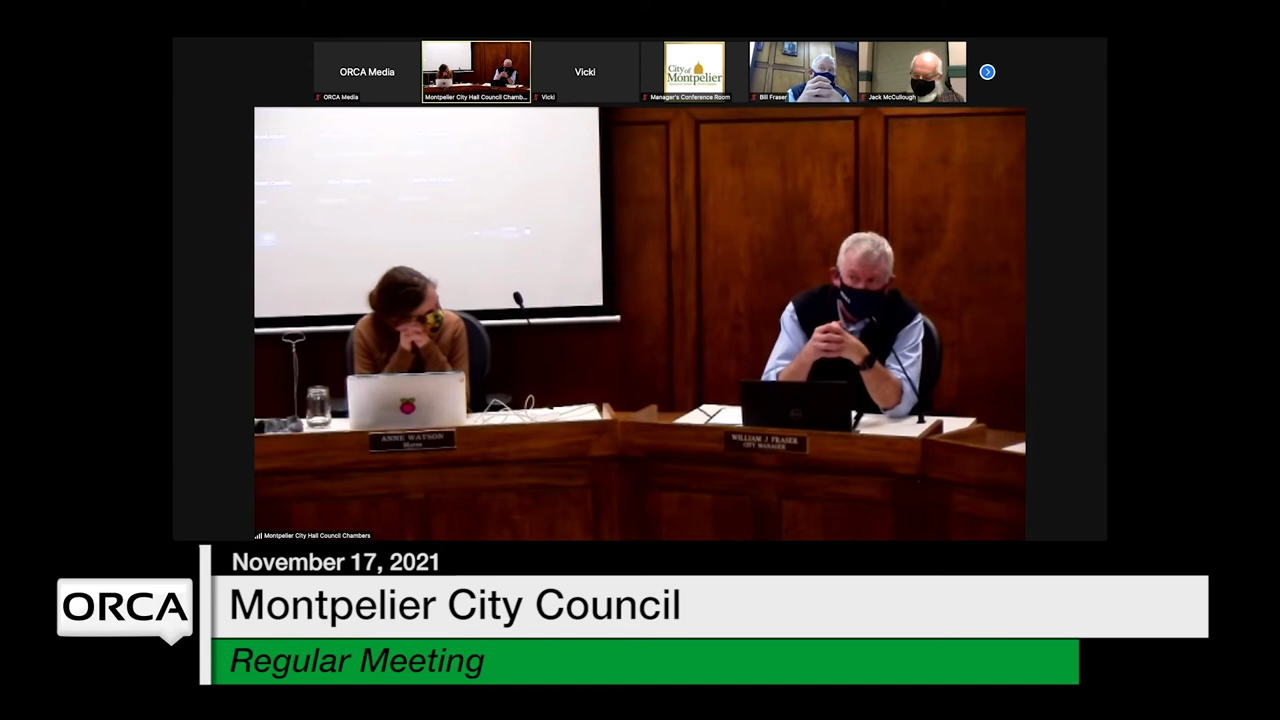 ORCA Media
Vicki
City of
Montpelier
ORCA Media
Montpelier City Hall Council Chamb...
Vicki
Manager's Conference Room
Bill Fraser
Jack McCullough
ANNE WATSON
Mayor
WILLIAM J FRASER
CITY MANAGER
Montpelier City Hall Council Chambers
November 17, 2021
ORCA
Montpelier City Council
Regular Meeting